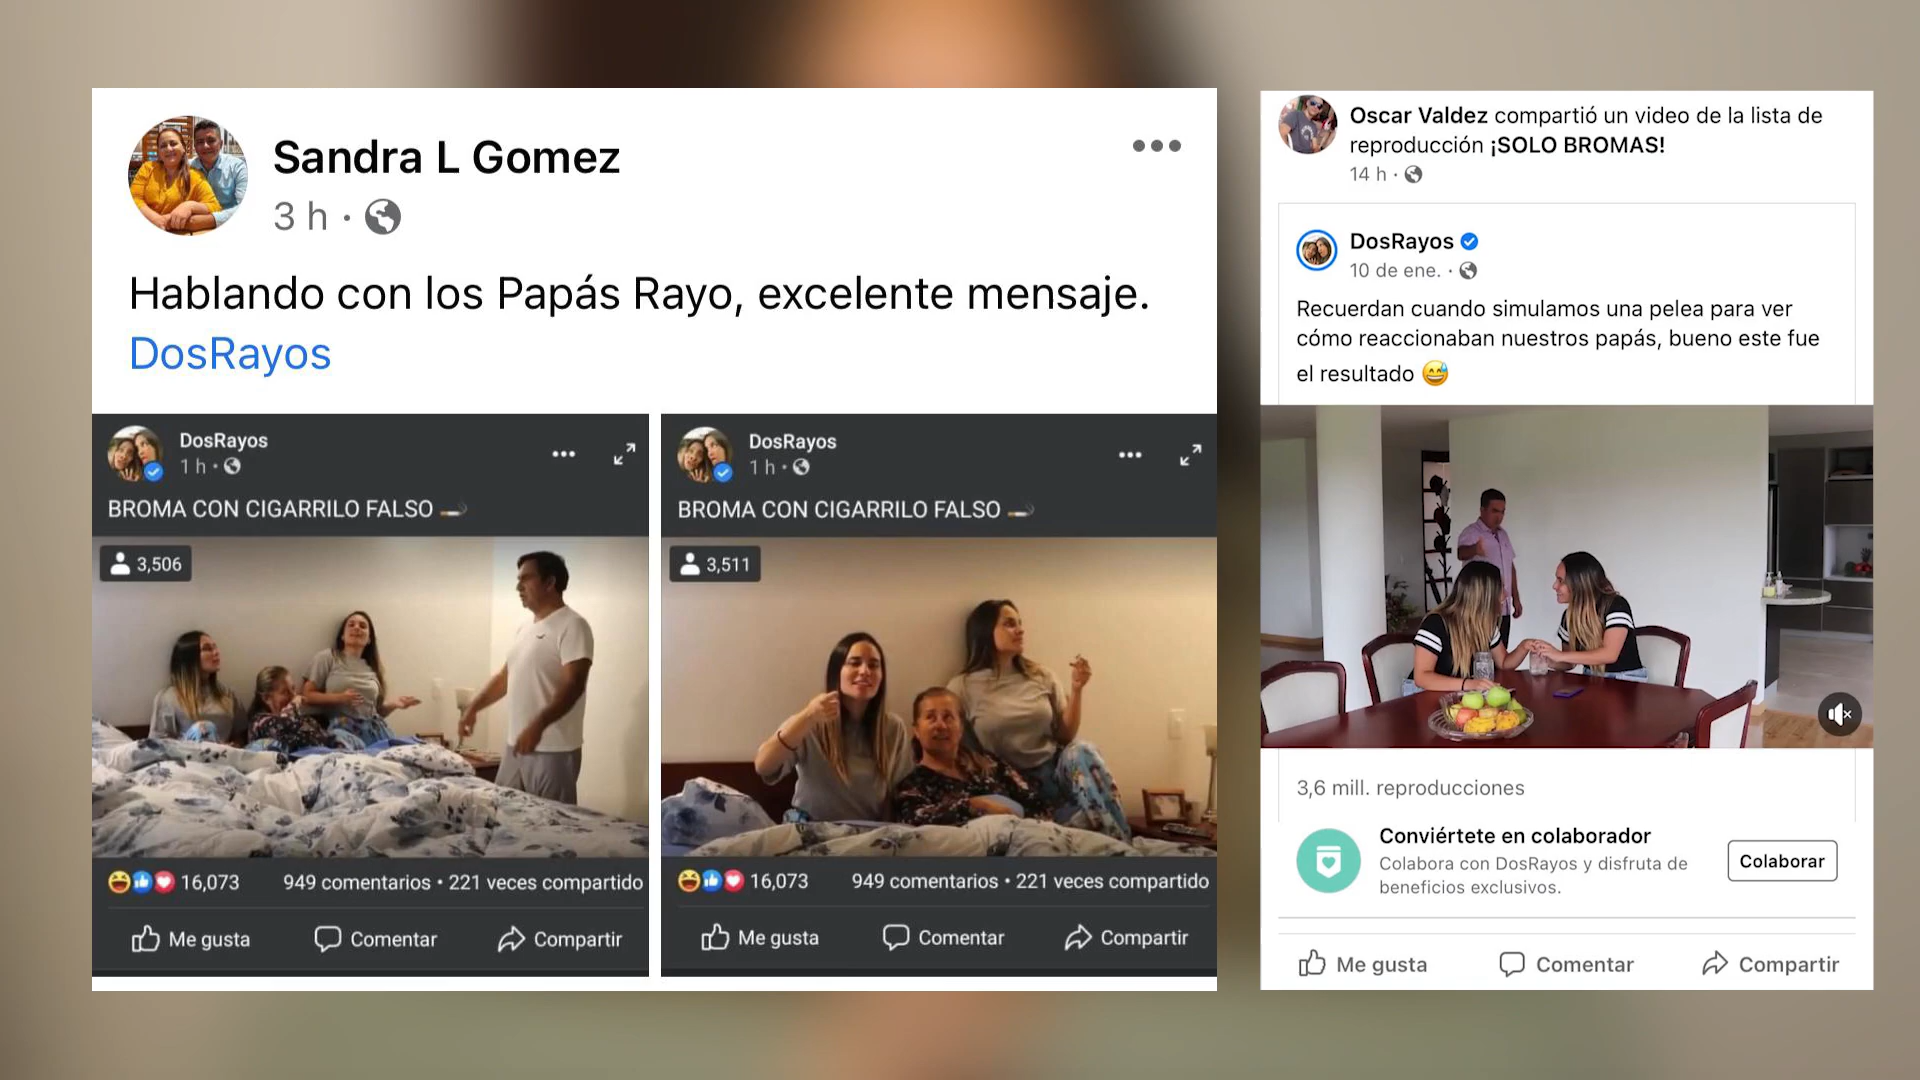 Sandra L Gomez
3 h ·
Hablando con los Papás Rayo, excelente mensaje.
DosRayos
DosRayos
1 h ·
BROMA CON CIGARRILO FALSO
3,506
16,073
949 comentarios • 221 veces compartido
Me gusta
Comentar
Compartir
DosRayos
1 h ·
BROMA CON CIGARRILO FALSO
3,511
16,073
949 comentarios • 221 veces compartido
Me gusta
Comentar
Compartir
Oscar Valdez compartió un video de la lista de
reproducción ¡SOLO BROMAS!
14 h ·
DosRayos
10 de ene. ·
Recuerdan cuando simulamos una pelea para ver
cómo reaccionaban nuestros papás, bueno este fue
el resultado 😅
3,6 mill. reproducciones
Conviértete en colaborador
Colabora con DosRayos y disfruta de
beneficios exclusivos.
Colaborar
Me gusta
Comentar
Compartir